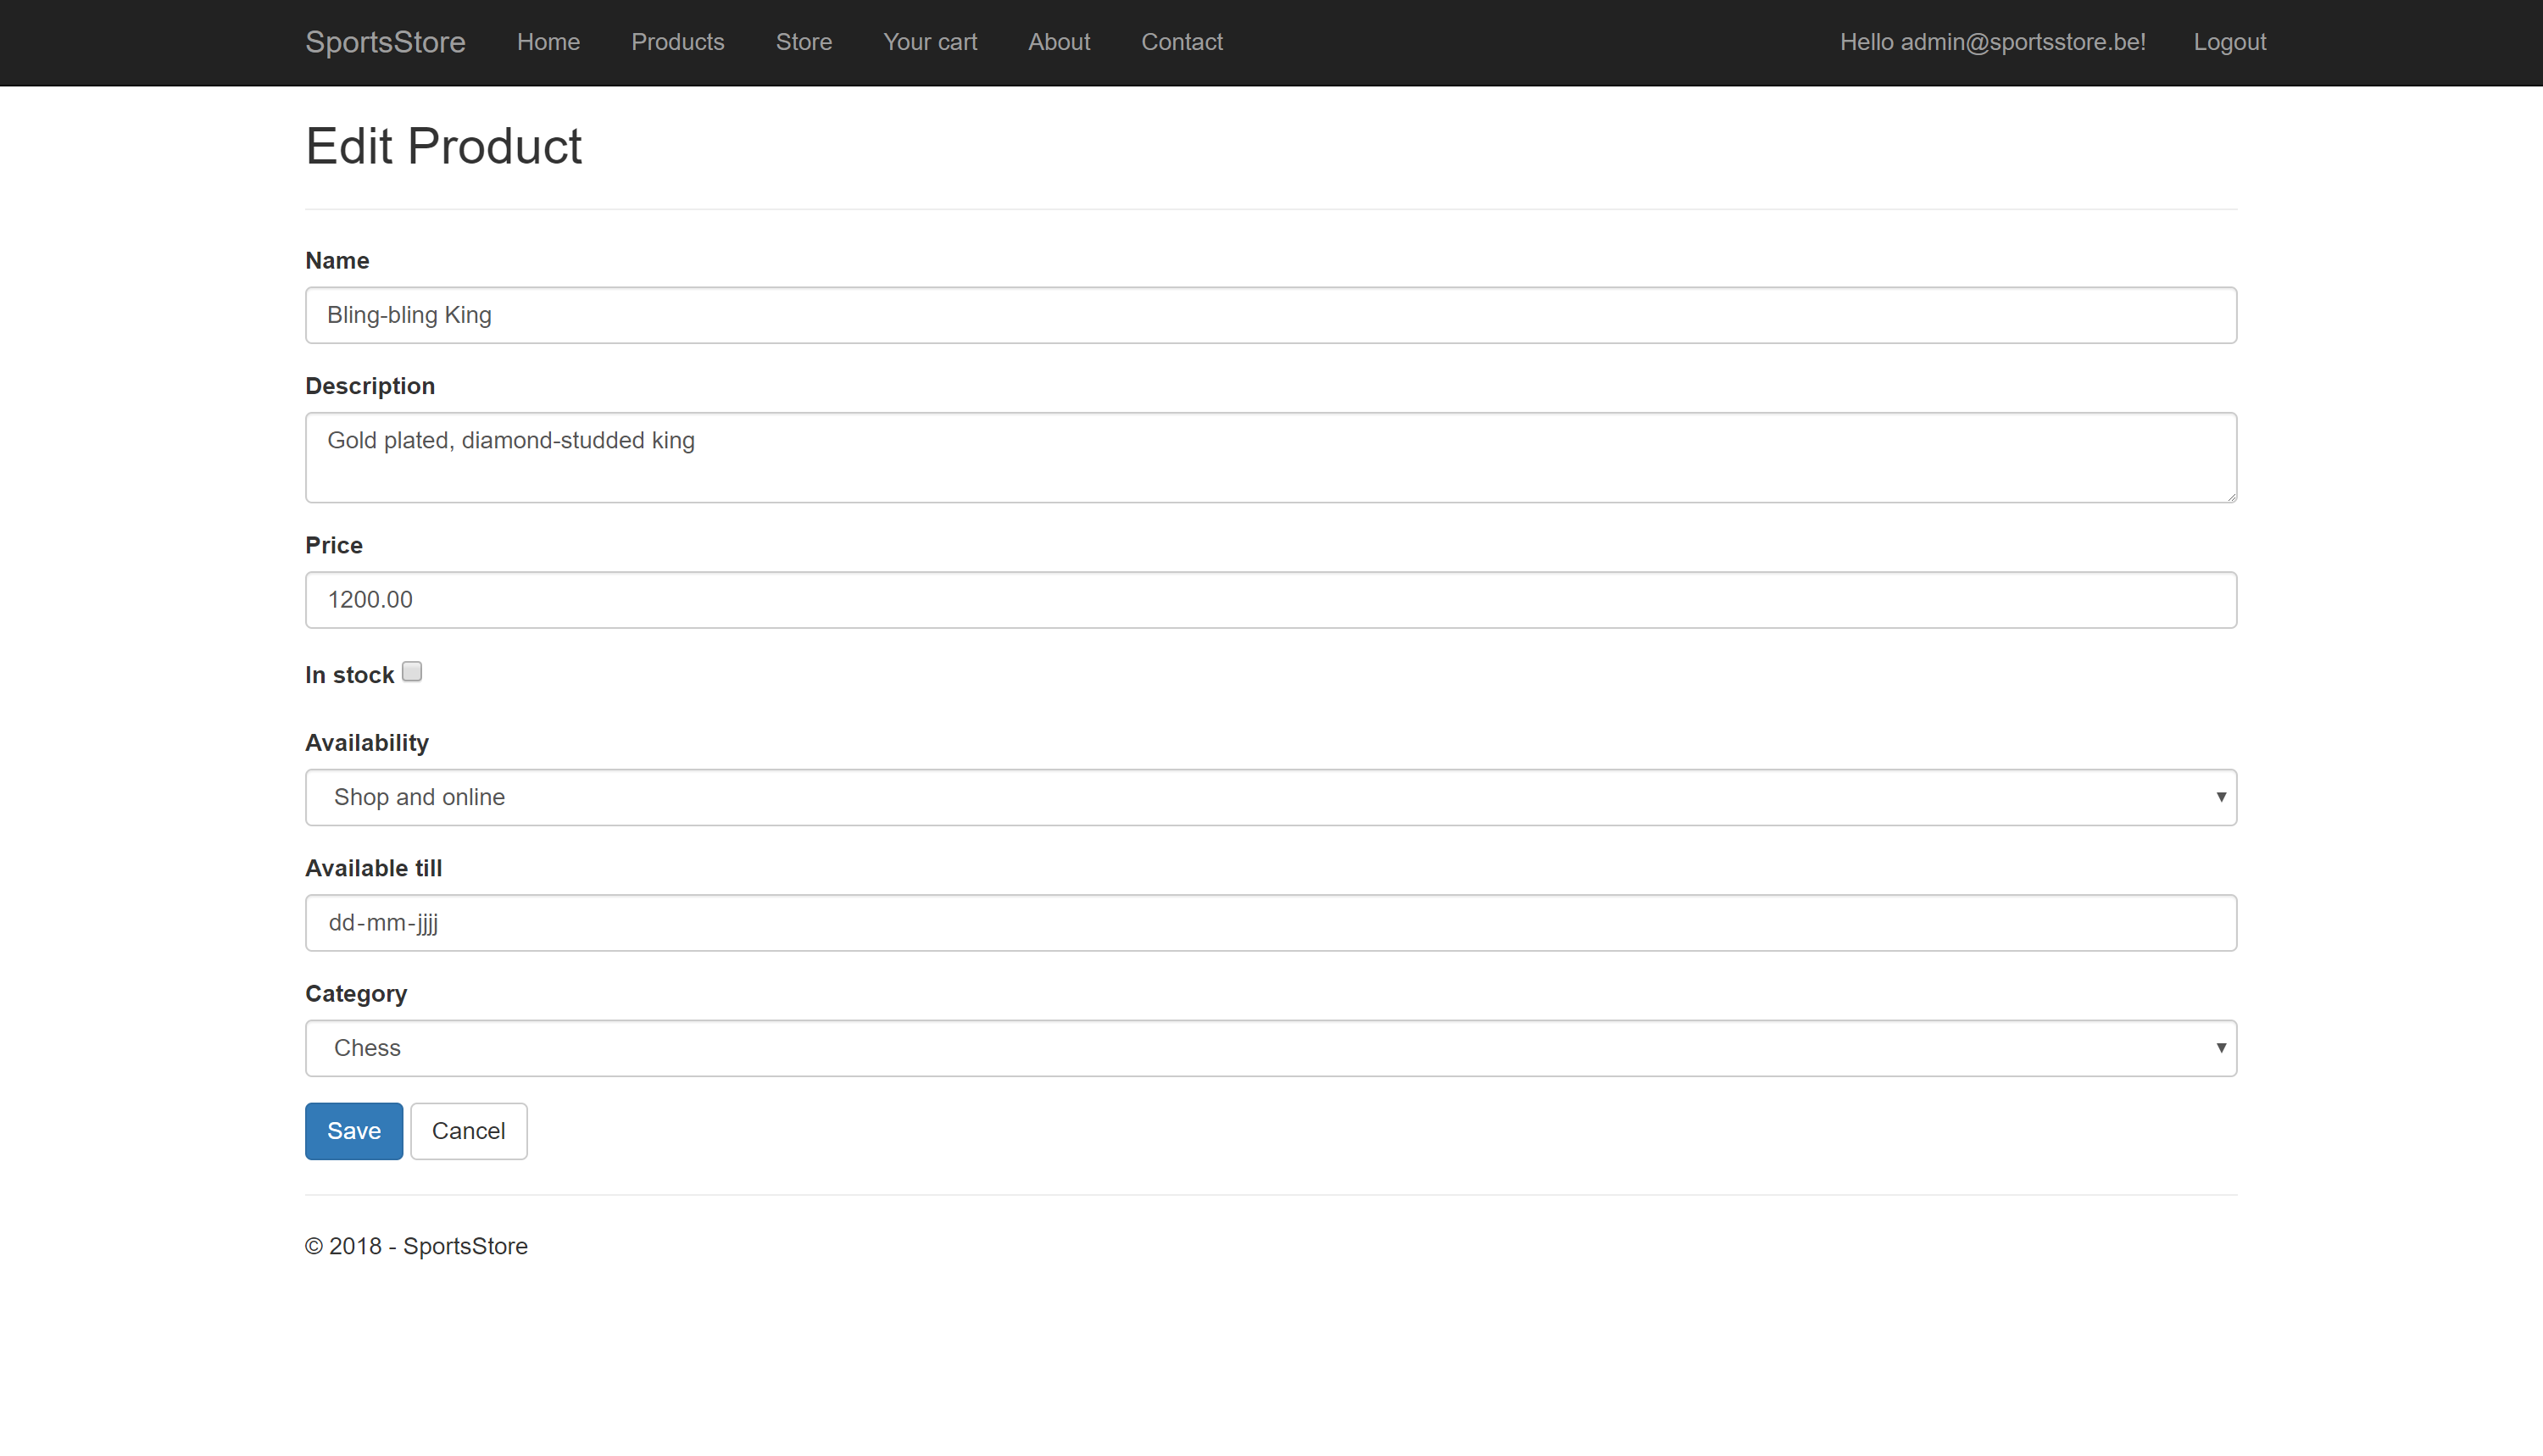 SportsStore Home Products Store Your cart About Contact Hello admin@sportsstore.be! Logout
Edit Product
Name
Bling-bling King
Description
Gold plated, diamond-studded king
Price
1200.00
In stock
Availability
Shop and online
Available till
dd-mm-jjjj
Category
Chess
Save Cancel
© 2018 - SportsStore